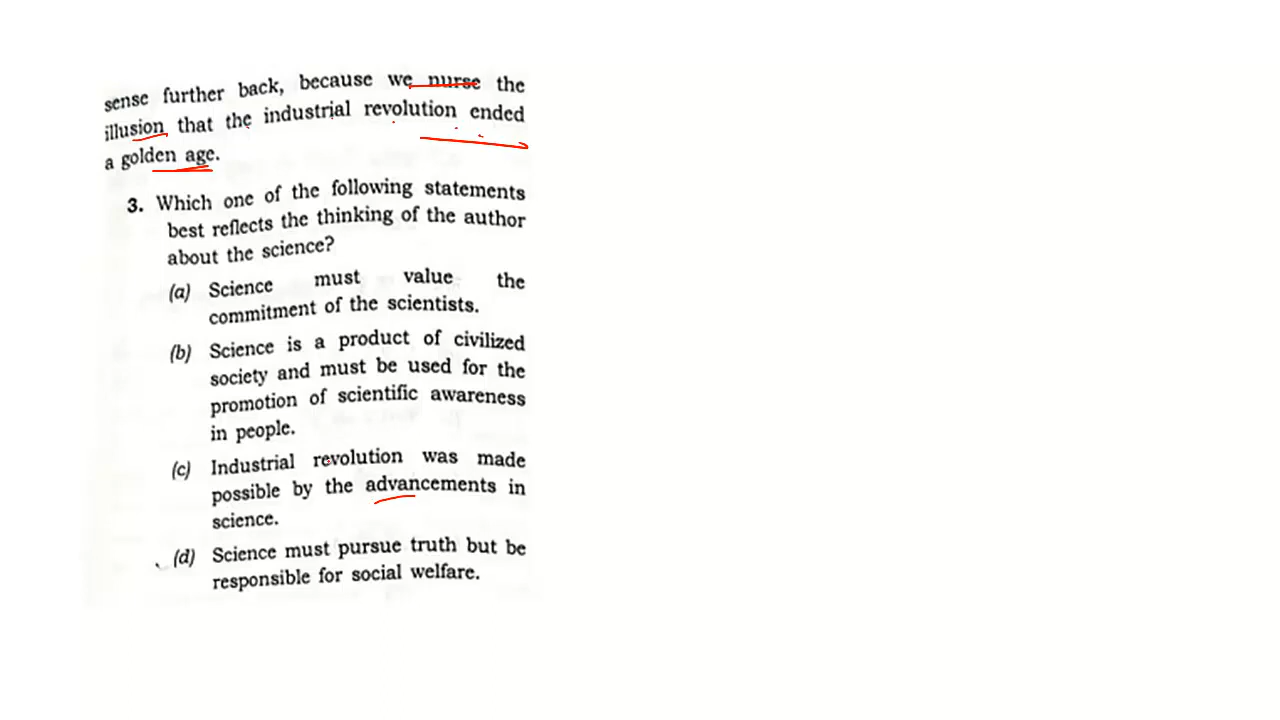 sense further back, because we nurse the
illusion that the industrial revolution ended
a golden age.
3. Which one of the following statements
best reflects the thinking of the author
about the science?
(a) Science must value the
commitment of the scientists.
(b) Science is a product of civilized
society and must be used for the
promotion of scientific awareness
in people.
(c) Industrial revolution was made
possible by the advancements in
science.
(d) Science must pursue truth but be
responsible for social welfare.